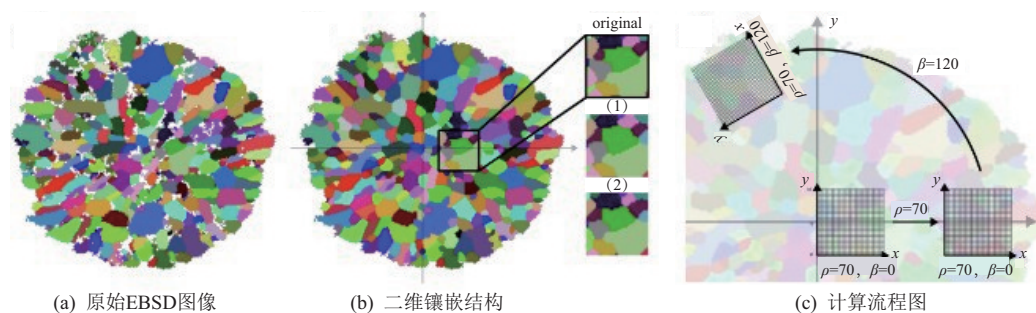 original
(1)
(2)
y
β=120
x
ρ=70, β=120
y
y
y
ρ=70
x
x
ρ=70, β=0
ρ=70, β=0
(a) 原始EBSD图像
(b) 二维镶嵌结构
(c) 计算流程图